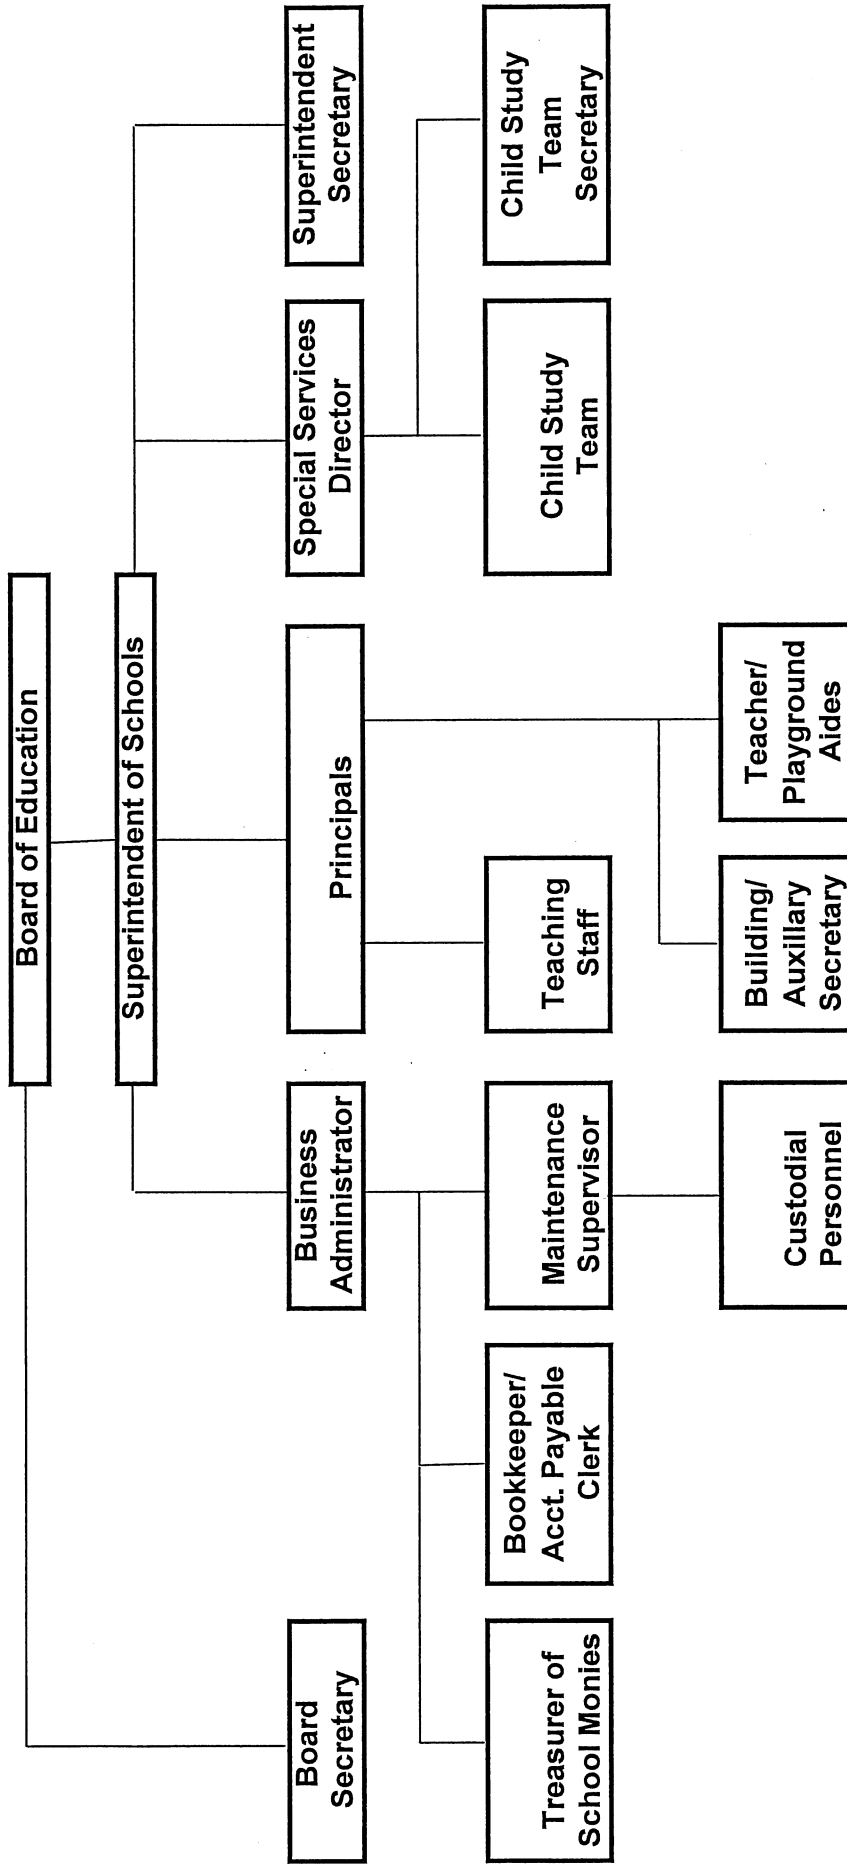 Board of Education
Superintendent of Schools
Board
Secretary
Business
Administrator
Principals
Special Services
Director
Superintendent
Secretary
Treasurer of
School Monies
Bookkeeper/
Acct. Payable
Clerk
Maintenance
Supervisor
Teaching
Staff
Child Study
Team
Child Study
Team
Secretary
Custodial
Personnel
Building/
Auxillary
Secretary
Teacher/
Playground
Aides